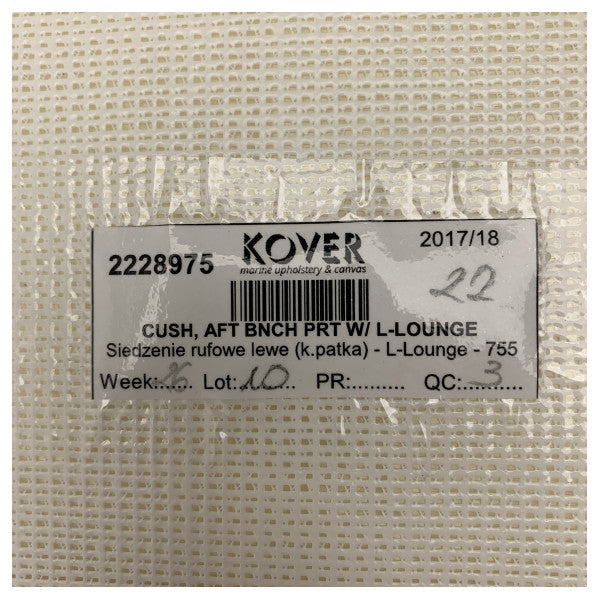 2228975 KOVER 2017/18
marine upholstery & canvas
22
CUSH, AFT BNCH PRT W/ L-LOUNGE
Siedzenie rufowe lewe (k.patka) - L-Lounge - 755
Week:26...... Lot:10..... PR:......... QC:..3........